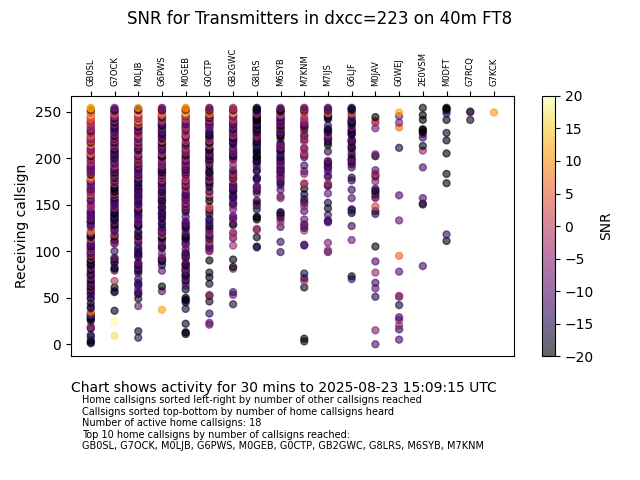 SNR for Transmitters in dxcc=223 on 40m FT8
GB0SL G7OCK M0LJB G6PWS M0GEB G0CTP GB2GWC G8LRS M6SYB M7KNM M7IJS G6LJF M0JAV G0WEJ 2E0VSM M0DFT G7RCQ G7KCK
Receiving callsign
250
200
150
100
50
0
20
15
10
5
0
−5
−10
−15
−20
SNR
Chart shows activity for 30 mins to 2025-08-23 15:09:15 UTC
Home callsigns sorted left-right by number of other callsigns reached
Callsigns sorted top-bottom by number of home callsigns heard
Number of active home callsigns: 18
Top 10 home callsigns by number of callsigns reached:
GB0SL, G7OCK, M0LJB, G6PWS, M0GEB, G0CTP, GB2GWC, G8LRS, M6SYB, M7KNM